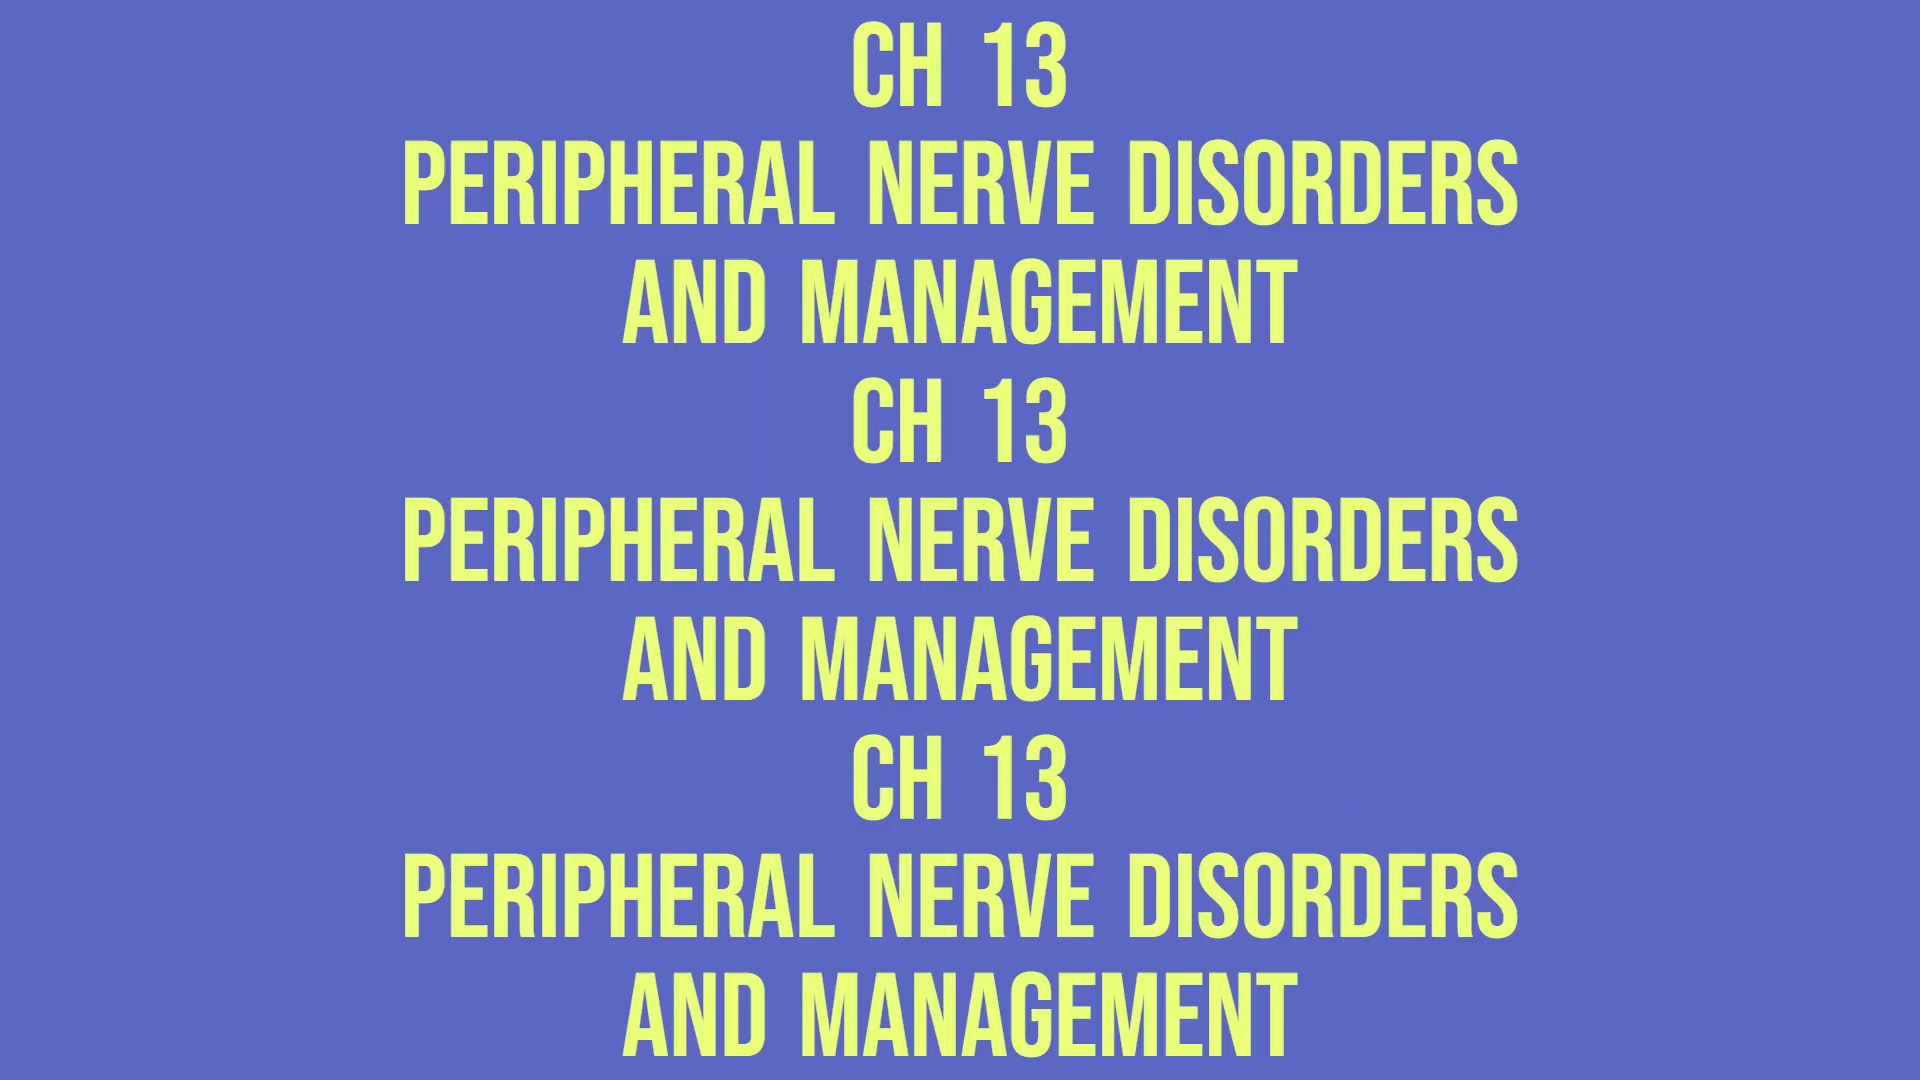 CH 13
PERIPHERAL NERVE DISORDERS
AND MANAGEMENT
CH 13
PERIPHERAL NERVE DISORDERS
AND MANAGEMENT
CH 13
PERIPHERAL NERVE DISORDERS
AND MANAGEMENT